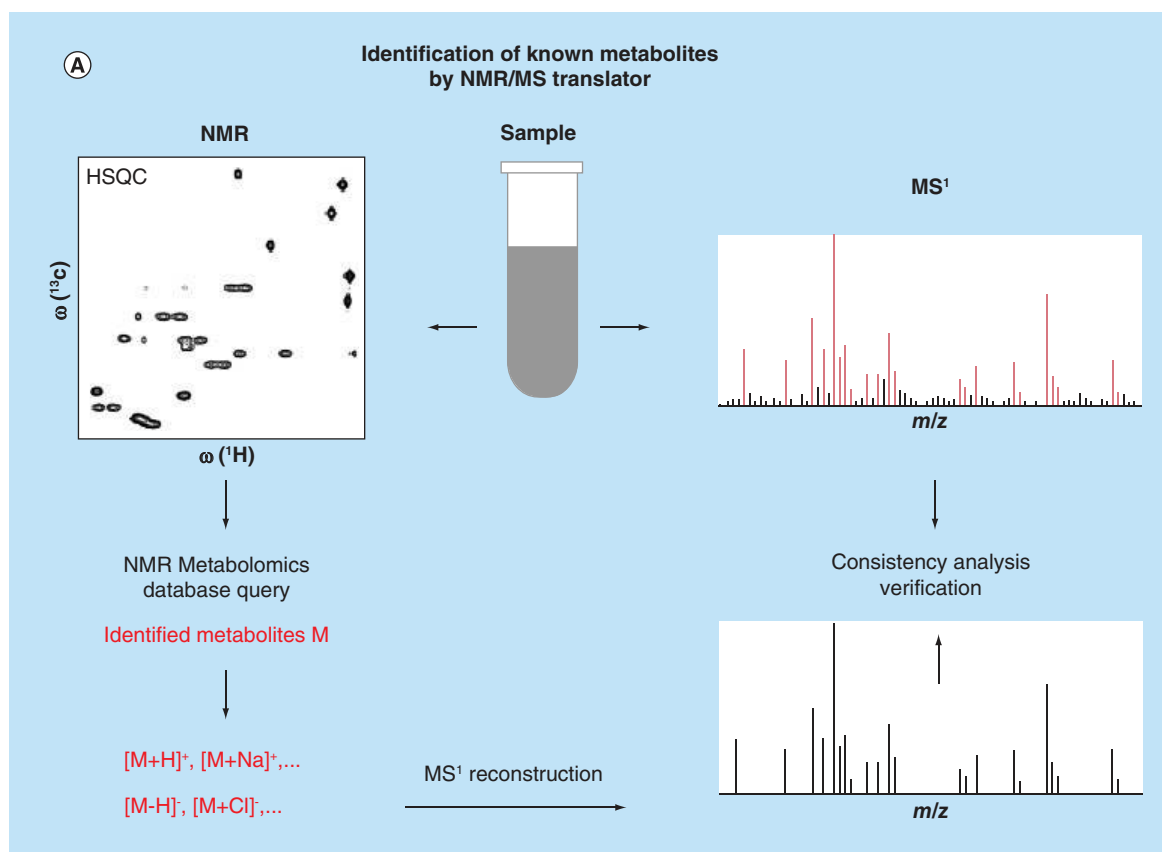 A
Identification of known metabolites
by NMR/MS translator
NMR
Sample
HSQC
MS¹
ω (¹³c)
ω (¹H)
m/z
NMR Metabolomics
database query
Consistency analysis
verification
Identified metabolites M
[M+H]⁺, [M+Na]⁺,...
[M-H]⁻, [M+Cl]⁻,...
MS¹ reconstruction
m/z